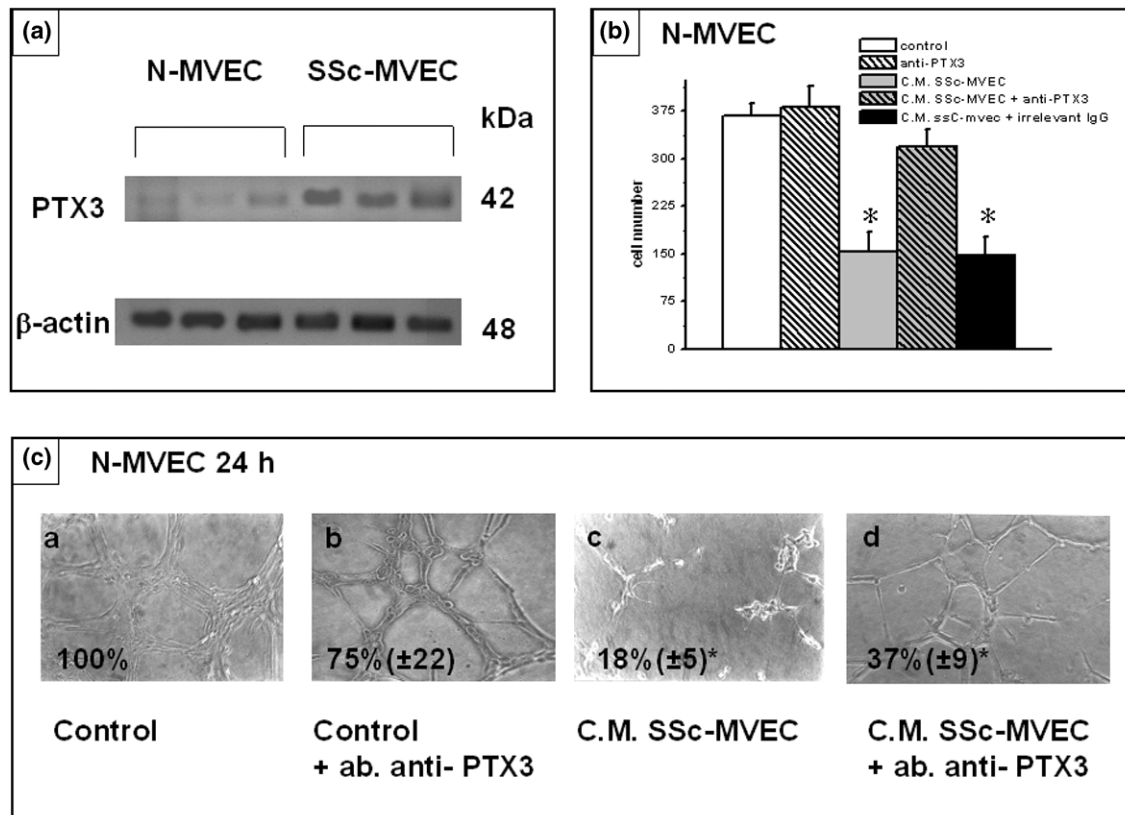 (a)
N-MVEC SSc-MVEC
kDa
PTX3
42
β-actin
48
(b) N-MVEC
control
anti-PTX3
C.M. SSc-MVEC
C.M. SSc-MVEC + anti-PTX3
C.M. ssC-mvec + irrelevant IgG
cell nnumber
375
300
225
150
75
0
* *
(c) N-MVEC 24 h
a
100%
Control
b
75%(±22)
Control
+ ab. anti- PTX3
c
18%(±5)*
C.M. SSc-MVEC
d
37%(±9)*
C.M. SSc-MVEC
+ ab. anti- PTX3